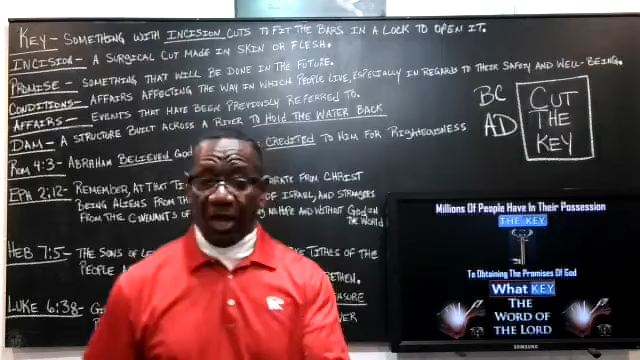 KEY - SOMETHING WITH INCISION CUTS TO FIT THE BARS IN A LOCK TO OPEN IT.
INCISION - A SURGICAL CUT MADE IN SKIN OR FLESH.
PROMISE - SOMETHING THAT WILL BE DONE IN THE FUTURE.
CONDITIONS - AFFAIRS AFFECTING THE WAY IN WHICH PEOPLE LIVE, ESPECIALLY IN REGARDS TO THEIR SAFETY AND WELL-BEING.
AFFAIRS - EVENTS THAT HAVE BEEN PREVIOUSLY REFERRED TO.
DAM - A STRUCTURE BUILT ACROSS A RIVER TO HOLD THE WATER BACK
ROM 4:3 - ABRAHAM BELIEVED GOD CREDITED TO HIM FOR RIGHTEOUSNESS
EPH 2:12 - REMEMBER, AT THAT FROM CHRIST
BEING ALIENS FROM OF ISRAEL, AND STRANGERS
FROM THE COVENANTS OF NO HOPE AND WITHOUT GOD IN THE WORLD
HEB 7:5 - THE SONS OF TITHES OF THE
PEOPLE
LUKE 6:38
BC
AD
CUT
THE
KEY
Millions Of People Have In Their Possession
THE KEY
To Obtaining The Promises Of God
What KEY
THE
WORD OF
THE LORD
SAMSUNG